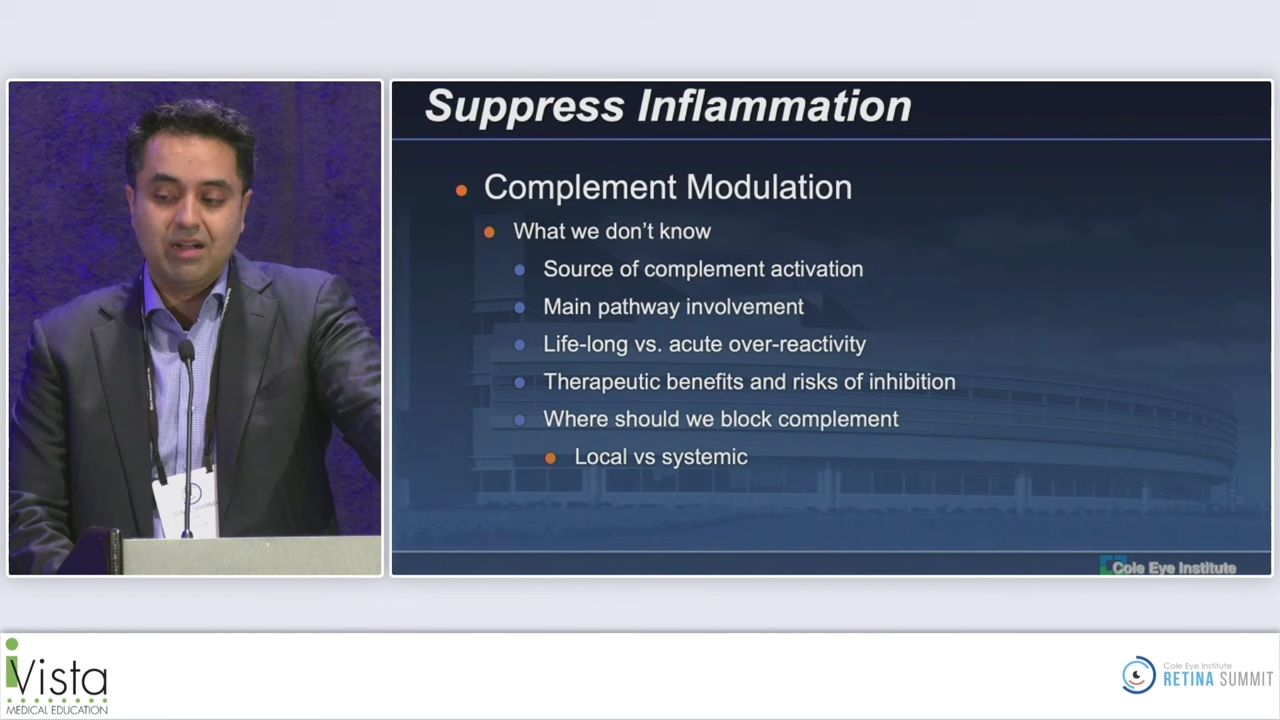 Suppress Inflammation
Complement Modulation
What we don't know
Source of complement activation
Main pathway involvement
Life-long vs. acute over-reactivity
Therapeutic benefits and risks of inhibition
Where should we block complement
Local vs systemic
Cole Eye Institute
iVista
MEDICAL EDUCATION
Cole Eye Institute
RETINA SUMMIT